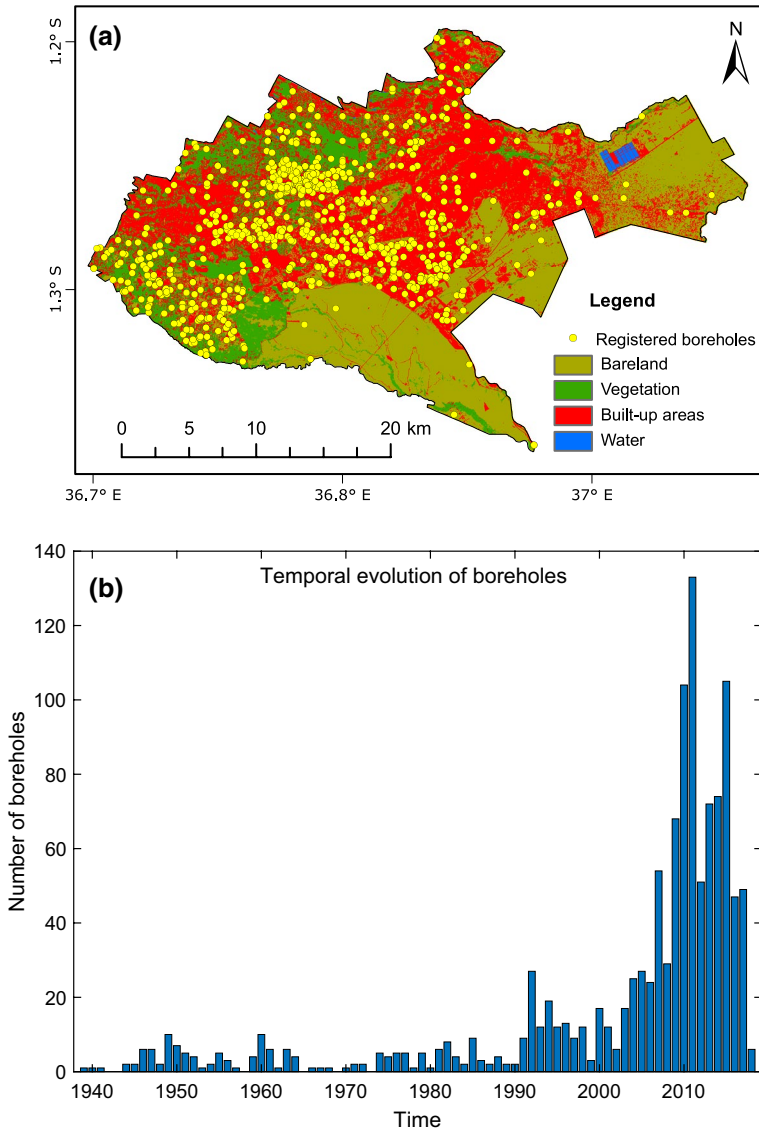 (a)
N
1.2° S
1.3° S
Legend
Registered boreholes
Bareland
Vegetation
Built-up areas
Water
0 5 10 20 km
36.7° E 36.8° E 37° E
(b)
Temporal evolution of boreholes
Number of boreholes
140
120
100
80
60
40
20
0
1940 1950 1960 1970 1980 1991 2000 2010
Time